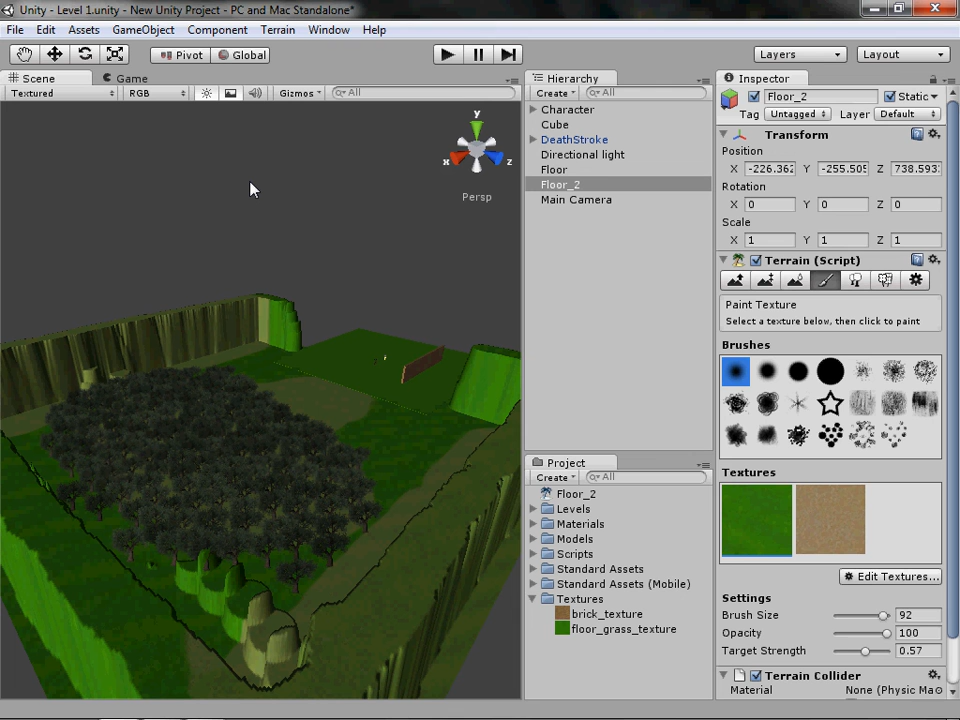 Unity - Level 1.unity - New Unity Project - PC and Mac Standalone*
File Edit Assets GameObject Component Terrain Window Help
Pivot Global Layers Layout
Scene Game
Textured RGB Gizmos All
y
x z
Persp
Hierarchy
Create All
Character
Cube
DeathStroke
Directional light
Floor
Floor_2
Main Camera
Project
Create All
Floor_2
Levels
Materials
Models
Scripts
Standard Assets
Standard Assets (Mobile)
Textures
brick_texture
floor_grass_texture
Inspector
Floor_2 Static
Tag Untagged Layer Default
Transform
Position
X -226.362 Y -255.505 Z 738.593
Rotation
X 0 Y 0 Z 0
Scale
X 1 Y 1 Z 1
Terrain (Script)
Paint Texture
Select a texture below, then click to paint
Brushes
Textures
Edit Textures...
Settings
Brush Size 92
Opacity 100
Target Strength 0.57
Terrain Collider
Material None (Physic Ma